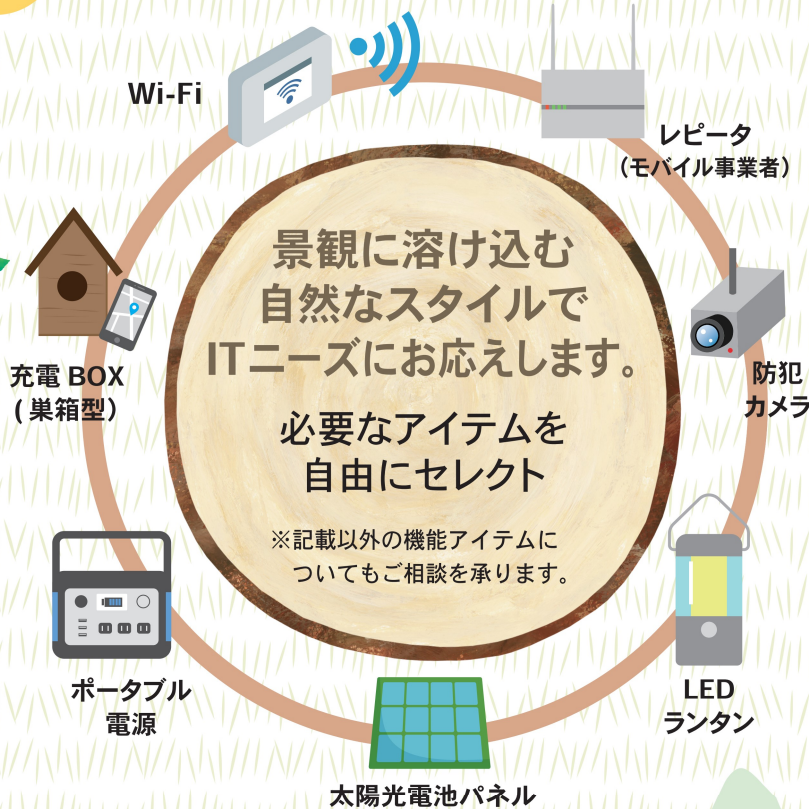 Wi-Fi
レピータ
（モバイル事業者）
景観に溶け込む
自然なスタイルで
ITニーズにお応えします。
充電 BOX
( 巣箱型）
防犯
カメラ
必要なアイテムを
自由にセレクト
※記載以外の機能アイテムに
ついてもご相談を承ります。
ポータブル
電源
LED
ランタン
太陽光電池パネル